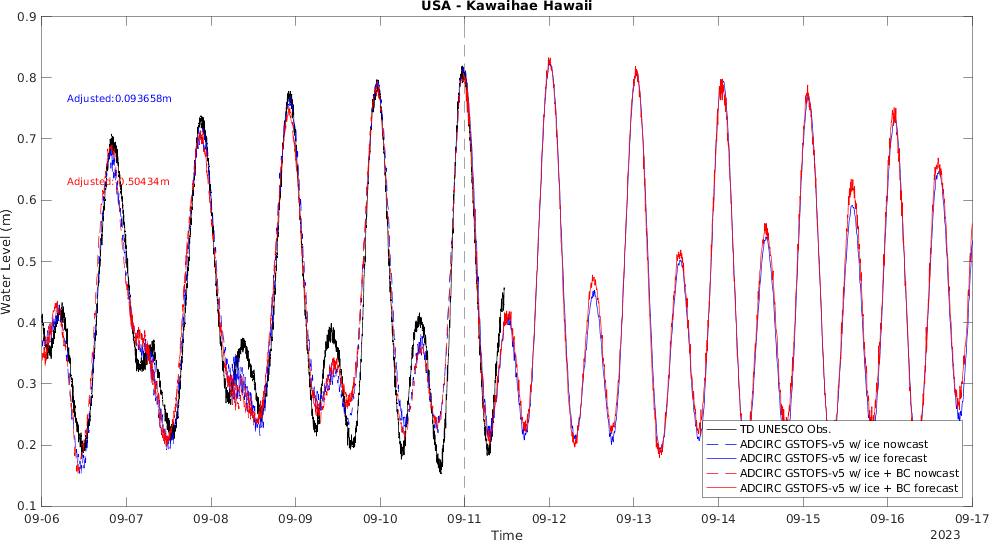 USA - Kawaihae Hawaii
0.9
0.8
0.7
0.6
0.5
0.4
0.3
0.2
0.1
Water Level (m)
Adjusted:0.093658m
Adjusted:0.50434m
TD UNESCO Obs.
ADCIRC GSTOFS-v5 w/ ice nowcast
ADCIRC GSTOFS-v5 w/ ice forecast
ADCIRC GSTOFS-v5 w/ ice + BC nowcast
ADCIRC GSTOFS-v5 w/ ice + BC forecast
09-06 09-07 09-08 09-09 09-10 09-11 09-12 09-13 09-14 09-15 09-16 09-17
Time
2023